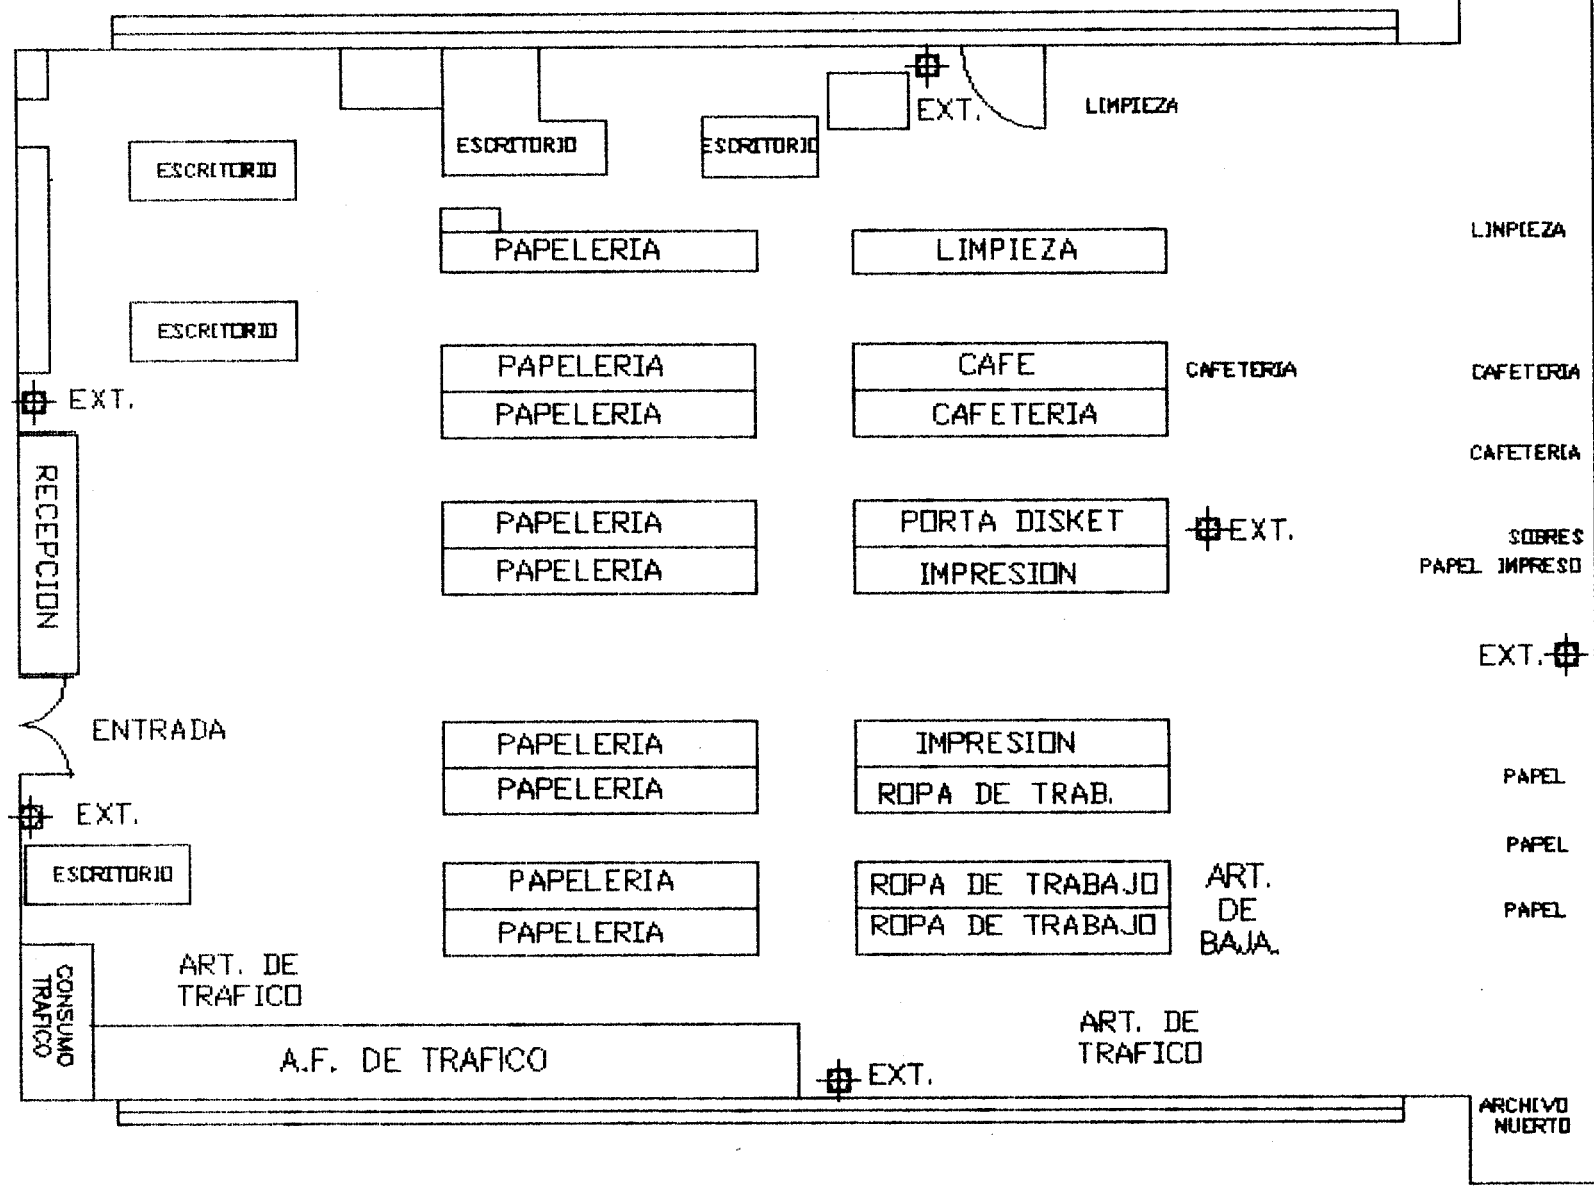 EXT.
LIMPIEZA
ESCRITORIO
ESCRITORIO
ESCRITORIO
PAPELERIA
LIMPIEZA
LINPIEZA
ESCRITORIO
PAPELERIA
CAFE
CAFETERIA
CAFETERIA
EXT.
PAPELERIA
CAFETERIA
CAFETERIA
RECEPCION
PAPELERIA
PORTA DISKET
EXT.
SOBRES
PAPELERIA
IMPRESION
PAPEL IMPRESO
EXT.
ENTRADA
PAPELERIA
IMPRESION
PAPELERIA
ROPA DE TRAB.
PAPEL
EXT.
PAPEL
ESCRITORIO
PAPELERIA
ROPA DE TRABAJO
ART.
DE
BAJA.
PAPELERIA
ROPA DE TRABAJO
PAPEL
ART. DE
TRAFICO
CONSUMO
TRAFICO
A.F. DE TRAFICO
EXT.
ART. DE
TRAFICO
ARCHIVO
NUERTO